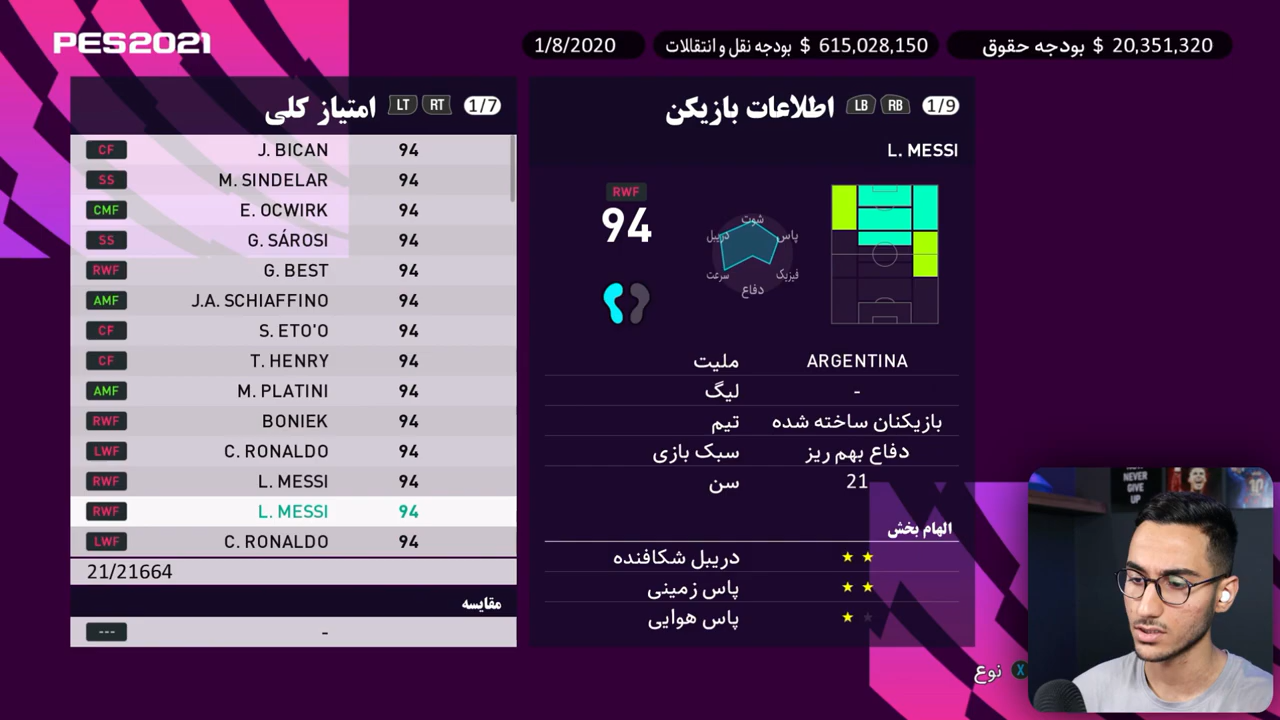 PES2021
1/8/2020
بودجه نقل و انتقالات $ 615,028,150
بودجه حقوق $ 20,351,320
امتیاز کلی LT RT 1/7
CF J. BICAN 94
SS M. SINDELAR 94
CMF E. OCWIRK 94
SS G. SÁROSI 94
RWF G. BEST 94
AMF J.A. SCHIAFFINO 94
CF S. ETO'O 94
CF T. HENRY 94
AMF M. PLATINI 94
RWF BONIEK 94
LWF C. RONALDO 94
RWF L. MESSI 94
RWF L. MESSI 94
LWF C. RONALDO 94
21/21664
مقایسه
--- -
اطلاعات بازیکن LB RB 1/9
L. MESSI
RWF
94
شوت
پاس
دریبل
فیزیک
سرعت
دفاع
ملیت ARGENTINA
لیگ -
تیم بازیکنان ساخته شده
سبک بازی دفاع بهم ریز
سن 21
الهام بخش
دریبل شکافنده ★ ★
پاس زمینی ★ ★
پاس هوایی ★ ★
نوع X
NEVER
GIVE
UP
10